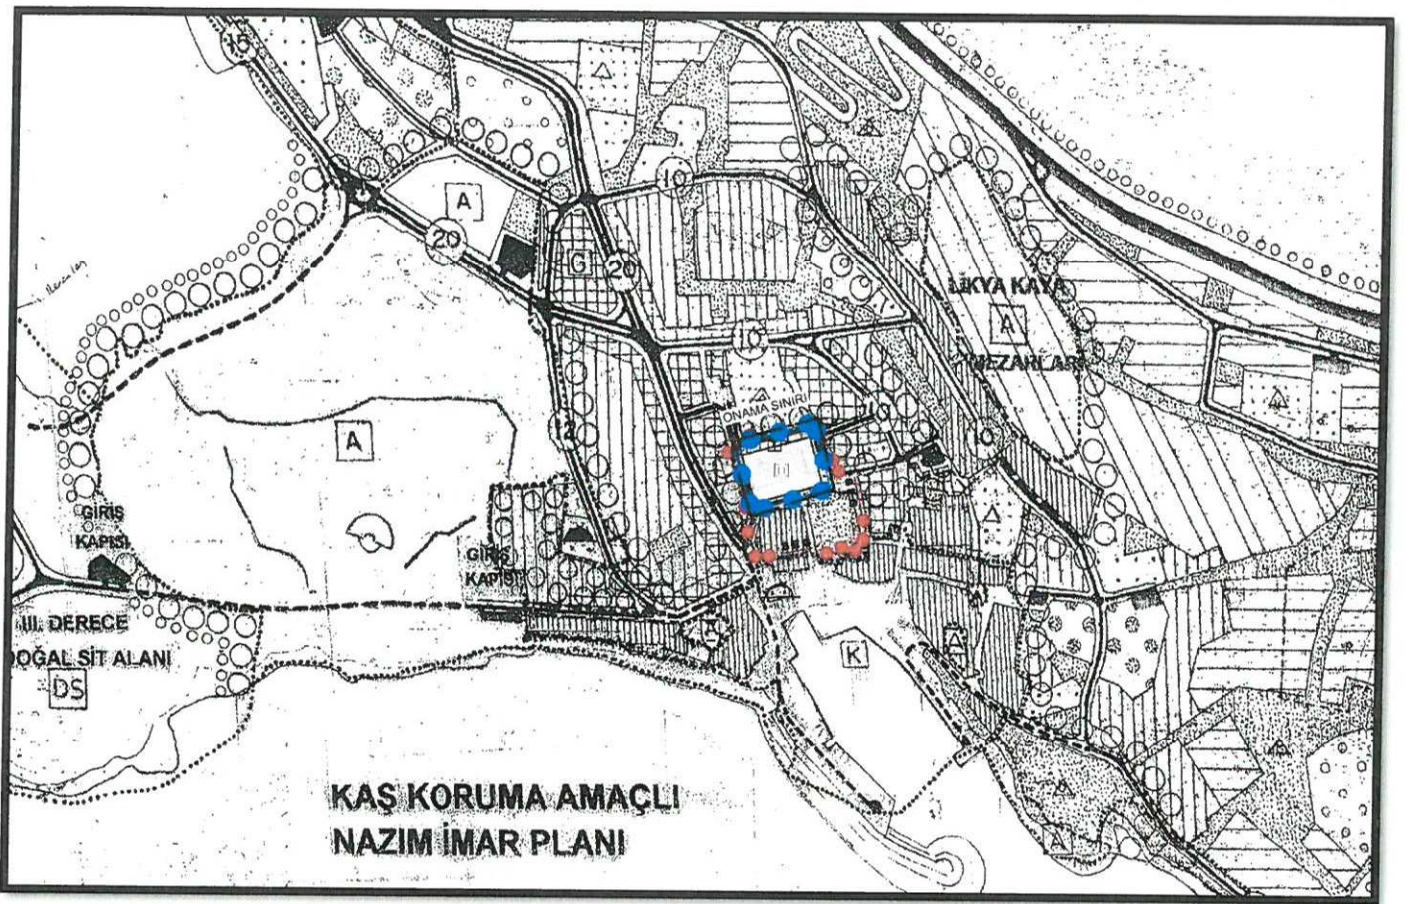 15
10
A
20
G
20
LİKYA KAYA
A
MEZARLARI
10
ONAMA SINIRI
10
12
A
10
GİRİŞ
KAPISI
GİRİŞ
KAPISI
III. DERECE
DOĞAL SİT ALANI
DS
K
A
KAŞ KORUMA AMAÇLI
NAZIM İMAR PLANI